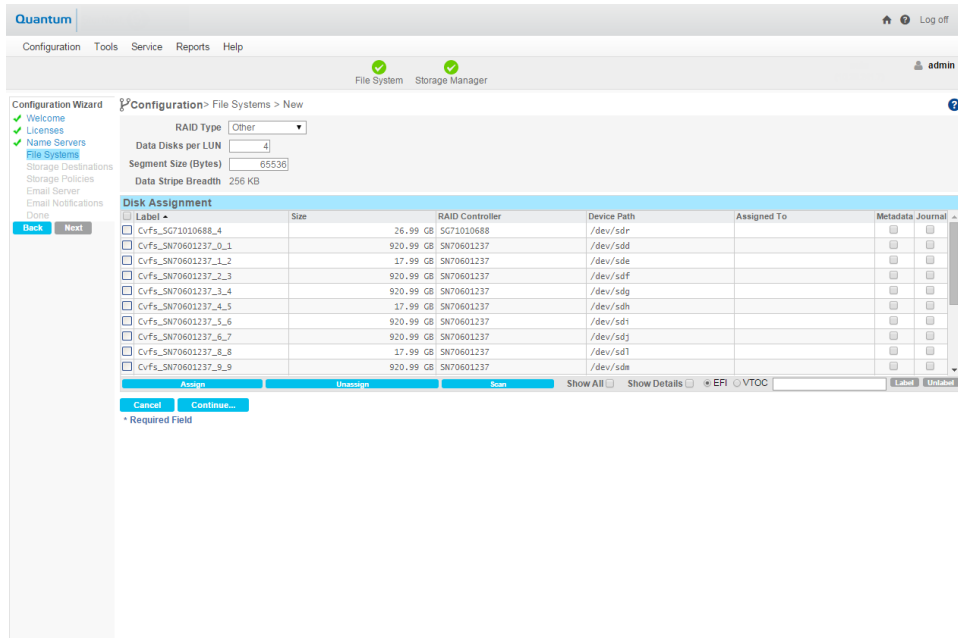 Quantum
Log off
Configuration Tools Service Reports Help
admin
File System Storage Manager
Configuration Wizard
Welcome
Licenses
Name Servers
File Systems
Storage Destinations
Storage Policies
Email Server
Email Notifications
Done
Back Next
Configuration> File Systems > New
RAID Type Other
Data Disks per LUN 4
Segment Size (Bytes) 65536
Data Stripe Breadth 256 KB
Disk Assignment
Label Size RAID Controller Device Path Assigned To Metadata Journal
Cvfs_SG71010688_4 26.99 GB SG71010688 /dev/sdr
Cvfs_SN70601237_0_1 920.99 GB SN70601237 /dev/sdd
Cvfs_SN70601237_1_2 17.99 GB SN70601237 /dev/sde
Cvfs_SN70601237_2_3 920.99 GB SN70601237 /dev/sdf
Cvfs_SN70601237_3_4 920.99 GB SN70601237 /dev/sdg
Cvfs_SN70601237_4_5 17.99 GB SN70601237 /dev/sdh
Cvfs_SN70601237_5_6 920.99 GB SN70601237 /dev/sdi
Cvfs_SN70601237_6_7 920.99 GB SN70601237 /dev/sdj
Cvfs_SN70601237_8_8 17.99 GB SN70601237 /dev/sdl
Cvfs_SN70601237_9_9 920.99 GB SN70601237 /dev/sdm
Assign Unassign Scan Show All Show Details EFI VTOC Label Unlabel
Cancel Continue...
* Required Field